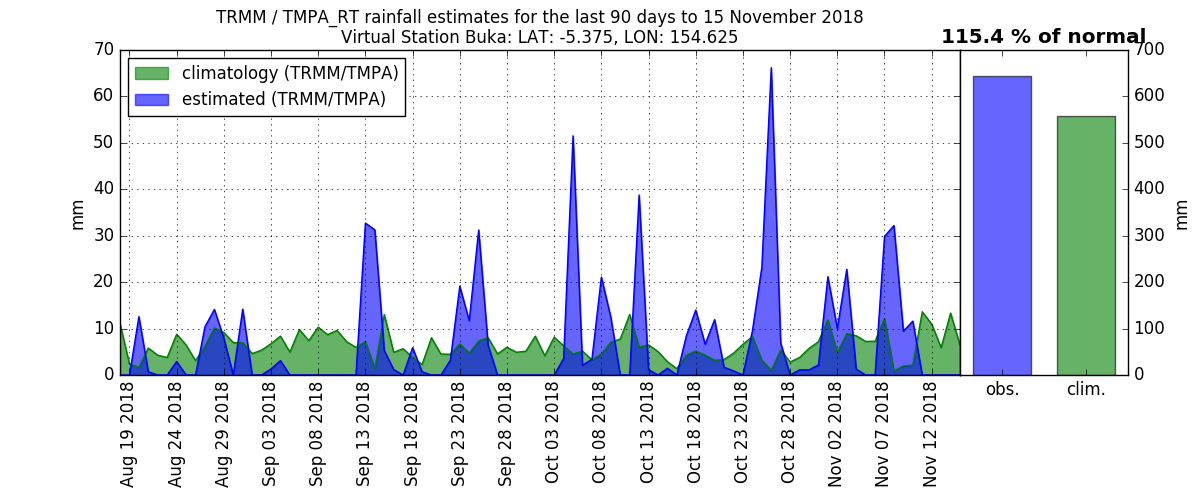 TRMM / TMPA_RT rainfall estimates for the last 90 days to 15 November 2018
Virtual Station Buka: LAT: -5.375, LON: 154.625
115.4 % of normal
climatology (TRMM/TMPA)
estimated (TRMM/TMPA)
70
60
50
40
30
20
10
0
mm
Aug 19 2018
Aug 24 2018
Aug 29 2018
Sep 03 2018
Sep 08 2018
Sep 13 2018
Sep 18 2018
Sep 23 2018
Sep 28 2018
Oct 03 2018
Oct 08 2018
Oct 13 2018
Oct 18 2018
Oct 23 2018
Oct 28 2018
Nov 02 2018
Nov 07 2018
Nov 12 2018
obs.
clim.
700
600
500
400
300
200
100
0
mm